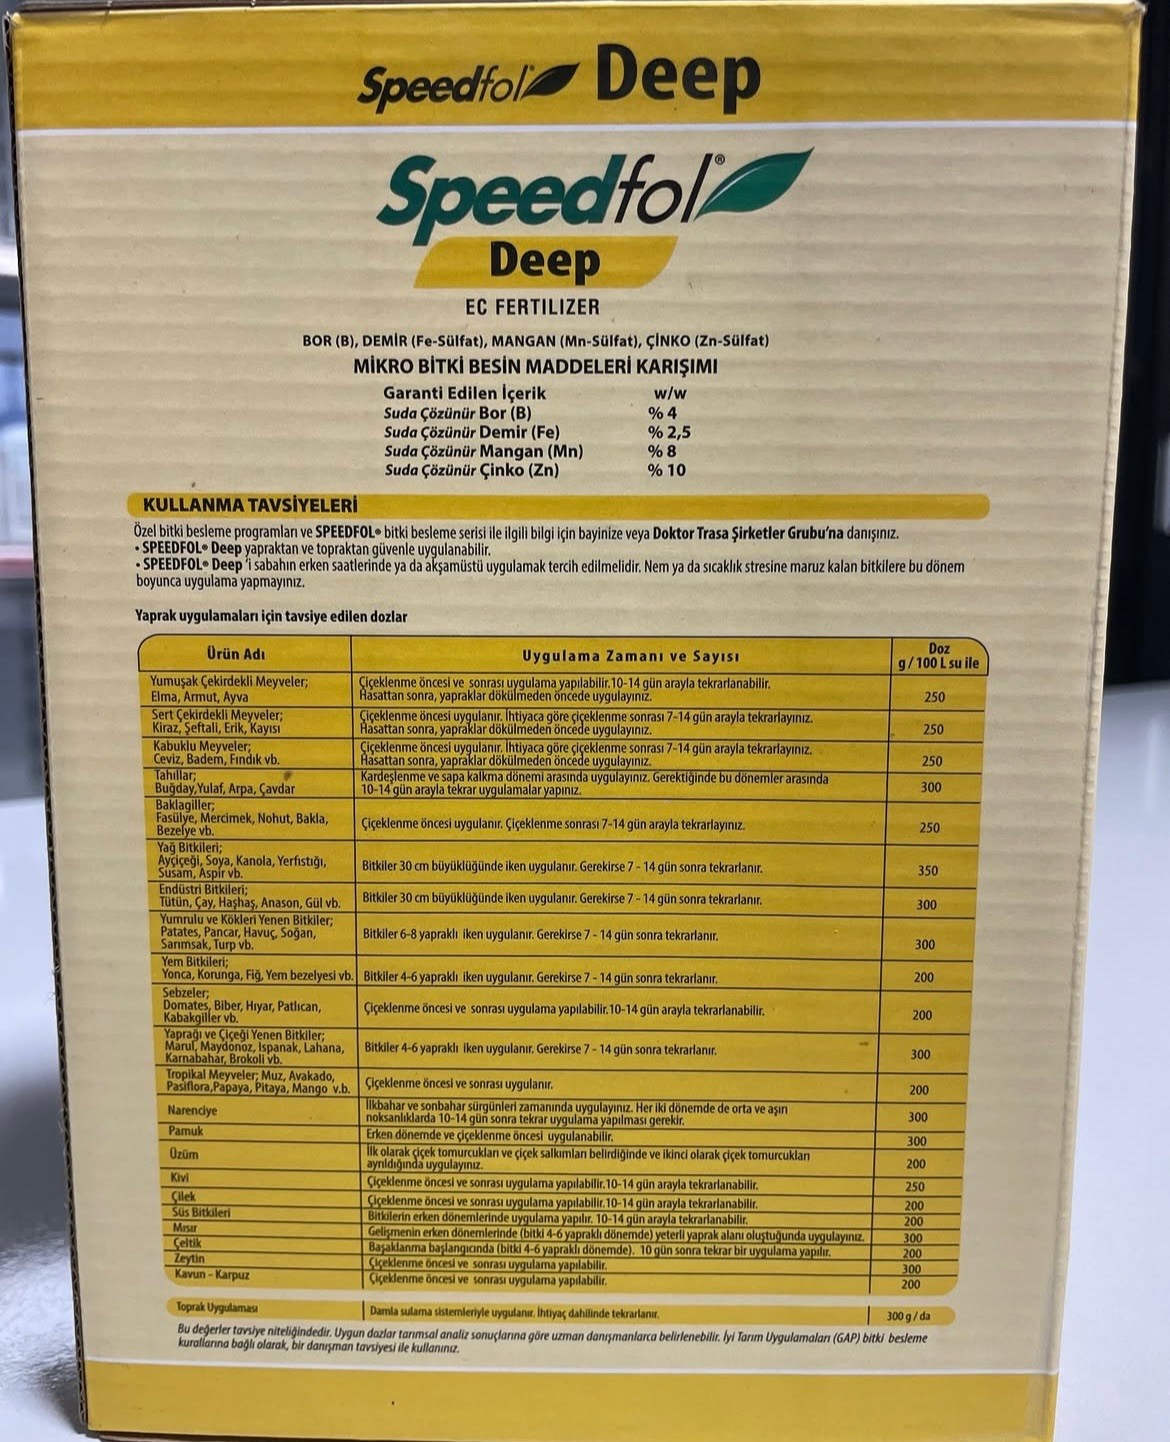 Speedfol Deep
Speedfol®
Deep
EC FERTILIZER
BOR (B), DEMİR (Fe-Sülfat), MANGAN (Mn-Sülfat), ÇİNKO (Zn-Sülfat)
MİKRO BİTKİ BESİN MADDELERİ KARIŞIMI
Garanti Edilen İçerik w/w
Suda Çözünür Bor (B) % 4
Suda Çözünür Demir (Fe) % 2,5
Suda Çözünür Mangan (Mn) % 8
Suda Çözünür Çinko (Zn) % 10
KULLANMA TAVSİYELERİ
Özel bitki besleme programları ve SPEEDFOL® bitki besleme serisi ile ilgili bilgi için bayinize veya Doktor Trasa Şirketler Grubu'na danışınız.
• SPEEDFOL® Deep yapraktan ve topraktan güvenle uygulanabilir.
• SPEEDFOL® Deep 'i sabahın erken saatlerinde ya da akşamüstü uygulamak tercih edilmelidir. Nem ya da sıcaklık stresine maruz kalan bitkilere bu dönem
boyunca uygulama yapmayınız.
Yaprak uygulamaları için tavsiye edilen dozlar
Ürün Adı Uygulama Zamanı ve Sayısı Doz
g/100 L su ile
Yumuşak Çekirdekli Meyveler; Çiçeklenme öncesi ve sonrası uygulama yapılabilir.10-14 gün arayla tekrarlanabilir.
Elma, Armut, Ayva Hasattan sonra, yapraklar dökülmeden öncede uygulayınız. 250
Sert Çekirdekli Meyveler; Çiçeklenme öncesi uygulanır. İhtiyaca göre çiçeklenme sonrası 7-14 gün arayla tekrarlayınız.
Kiraz, Şeftali, Erik, Kayısı Hasattan sonra, yapraklar dökülmeden öncede uygulayınız. 250
Kabuklu Meyveler; Çiçeklenme öncesi uygulanır. İhtiyaca göre çiçeklenme sonrası 7-14 gün arayla tekrarlayınız.
Ceviz, Badem, Fındık vb. Hasattan sonra, yapraklar dökülmeden öncede uygulayınız. 250
Tahıllar; Kardeşlenme ve sapa kalkma dönemi arasında uygulayınız. Gerektiğinde bu dönemler arasında
Buğday,Yulaf, Arpa, Çavdar 10-14 gün arayla tekrar uygulamalar yapınız. 300
Baklagiller;
Fasülye, Mercimek, Nohut, Bakla, Çiçeklenme öncesi uygulanır. Çiçeklenme sonrası 7-14 gün arayla tekrarlayınız. 250
Bezelye vb.
Yağ Bitkileri;
Ayçiçeği, Soya, Kanola, Yerfıstığı, Bitkiler 30 cm büyüklüğünde iken uygulanır. Gerekirse 7 - 14 gün sonra tekrarlanır. 350
Susam, Aspir vb.
Endüstri Bitkileri;
Tütün, Çay, Haşhaş, Anason, Gül vb. Bitkiler 30 cm büyüklüğünde iken uygulanır. Gerekirse 7 - 14 gün sonra tekrarlanır. 300
Yumrulu ve Kökleri Yenen Bitkiler;
Patates, Pancar, Havuç, Soğan, Bitkiler 6-8 yapraklı iken uygulanır. Gerekirse 7 - 14 gün sonra tekrarlanır. 300
Sarımsak, Turp vb.
Yem Bitkileri;
Yonca, Korunga, Fiğ, Yem bezelyesi vb. Bitkiler 4-6 yapraklı iken uygulanır. Gerekirse 7 - 14 gün sonra tekrarlanır. 200
Sebzeler;
Domates, Biber, Hıyar, Patlıcan, Çiçeklenme öncesi ve sonrası uygulama yapılabilir.10-14 gün arayla tekrarlanabilir. 200
Kabakgiller vb.
Yaprağı ve Çiçeği Yenen Bitkiler;
Marul, Maydonoz, Ispanak, Lahana, Bitkiler 4-6 yapraklı iken uygulanır. Gerekirse 7 - 14 gün sonra tekrarlanır. 300
Karnabahar, Brokoli vb.
Tropikal Meyveler; Muz, Avakado,
Pasiflora,Papaya, Pitaya, Mango v.b. Çiçeklenme öncesi ve sonrası uygulanır. 200
Narenciye İlkbahar ve sonbahar sürgünleri zamanında uygulayınız. Her iki dönemde de orta ve aşırı
noksanlıklarda 10-14 gün sonra tekrar uygulama yapılması gerekir. 300
Pamuk Erken dönemde ve çiçeklenme öncesi uygulanabilir. 300
Üzüm İlk olarak çiçek tomurcukları ve çiçek salkımları belirdiğinde ve ikinci olarak çiçek tomurcukları
ayrıldığında uygulayınız. 200
Kivi Çiçeklenme öncesi ve sonrası uygulama yapılabilir.10-14 gün arayla tekrarlanabilir. 250
Çilek Çiçeklenme öncesi ve sonrası uygulama yapılabilir.10-14 gün arayla tekrarlanabilir. 200
Süs Bitkileri Bitkilerin erken dönemlerinde uygulama yapılır. 10-14 gün arayla tekrarlanabilir. 200
Mısır Gelişmenin erken dönemlerinde (bitki 4-6 yapraklı dönemde) yeterli yaprak alanı oluştuğunda uygulayınız. 300
Çeltik Başaklanma başlangıcında (bitki 4-6 yapraklı dönemde). 10 gün sonra tekrar bir uygulama yapılır. 200
Zeytin Çiçeklenme öncesi ve sonrası uygulama yapılabilir. 300
Kavun - Karpuz Çiçeklenme öncesi ve sonrası uygulama yapılabilir. 200
Toprak Uygulaması Damla sulama sistemleriyle uygulanır. İhtiyaç dahilinde tekrarlanır. 300 g / da
Bu değerler tavsiye niteliğindedir. Uygun dozlar tarımsal analiz sonuçlarına göre uzman danışmanlarca belirlenebilir. İyi Tarım Uygulamaları (GAP) bitki besleme
kurallarına bağlı olarak, bir danışman tavsiyesi ile kullanınız.